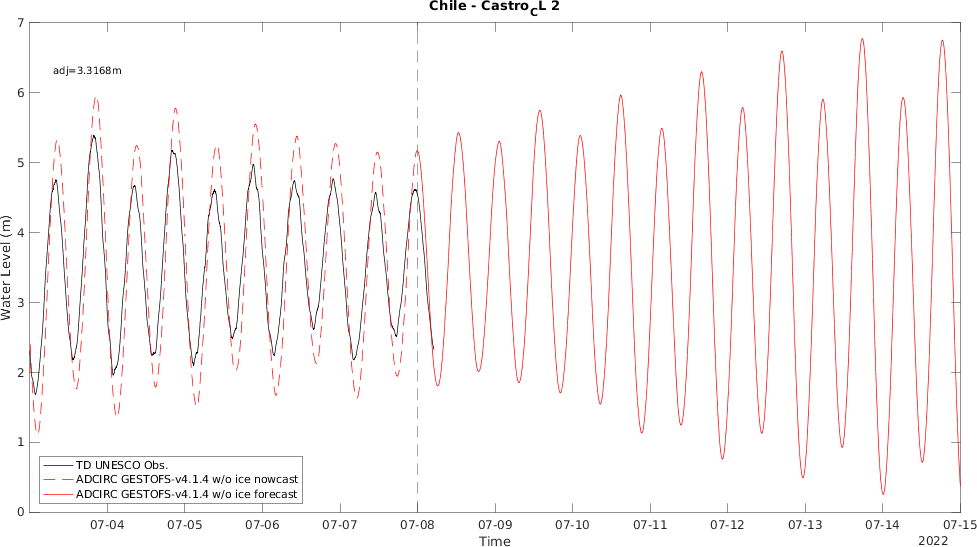 Chile - CastroCL 2
7
adj=3.3168m
6
5
4
3
2
1
0
Water Level (m)
TD UNESCO Obs.
ADCIRC GESTOFS-v4.1.4 w/o ice nowcast
ADCIRC GESTOFS-v4.1.4 w/o ice forecast
07-04 07-05 07-06 07-07 07-08 07-09 07-10 07-11 07-12 07-13 07-14 07-15
Time
2022